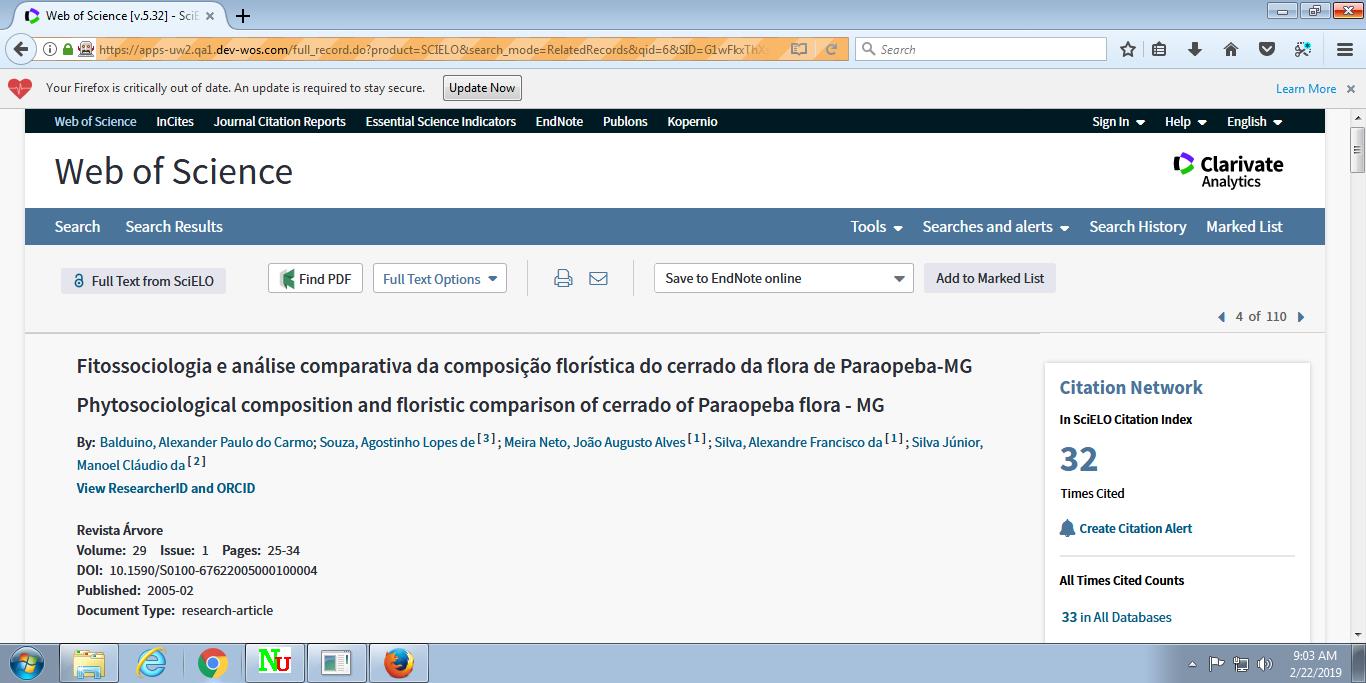 Web of Science [v.5.32] - SciE
https://apps-uw2.qa1.dev-wos.com/full_record.do?product=SCIELO&search_mode=RelatedRecords&qid=6&SID=G1wFkxThX
Search
Your Firefox is critically out of date. An update is required to stay secure. Update Now Learn More
Web of Science InCites Journal Citation Reports Essential Science Indicators EndNote Publons Kopernio Sign In Help English
Web of Science
Clarivate
Analytics
Search Search Results Tools Searches and alerts Search History Marked List
Full Text from SciELO Find PDF Full Text Options Save to EndNote online Add to Marked List
4 of 110
Fitossociologia e análise comparativa da composição florística do cerrado da flora de Paraopeba-MG
Phytosociological composition and floristic comparison of cerrado of Paraopeba flora - MG
By: Balduino, Alexander Paulo do Carmo; Souza, Agostinho Lopes de [ 3 ] ; Meira Neto, João Augusto Alves [ 1 ] ; Silva, Alexandre Francisco da [ 1 ] ; Silva Júnior,
Manoel Cláudio da [ 2 ]
View ResearcherID and ORCID
Revista Árvore
Volume: 29 Issue: 1 Pages: 25-34
DOI: 10.1590/S0100-67622005000100004
Published: 2005-02
Document Type: research-article
Citation Network
In SciELO Citation Index
32
Times Cited
Create Citation Alert
All Times Cited Counts
33 in All Databases
Nu
9:03 AM
2/22/2019